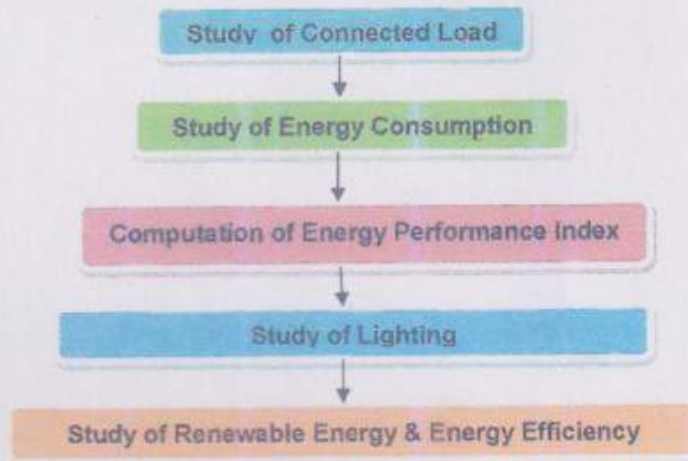 Study of Connected Load
Study of Energy Consumption
Computation of Energy Performance Index
Study of Lighting
Study of Renewable Energy & Energy Efficiency